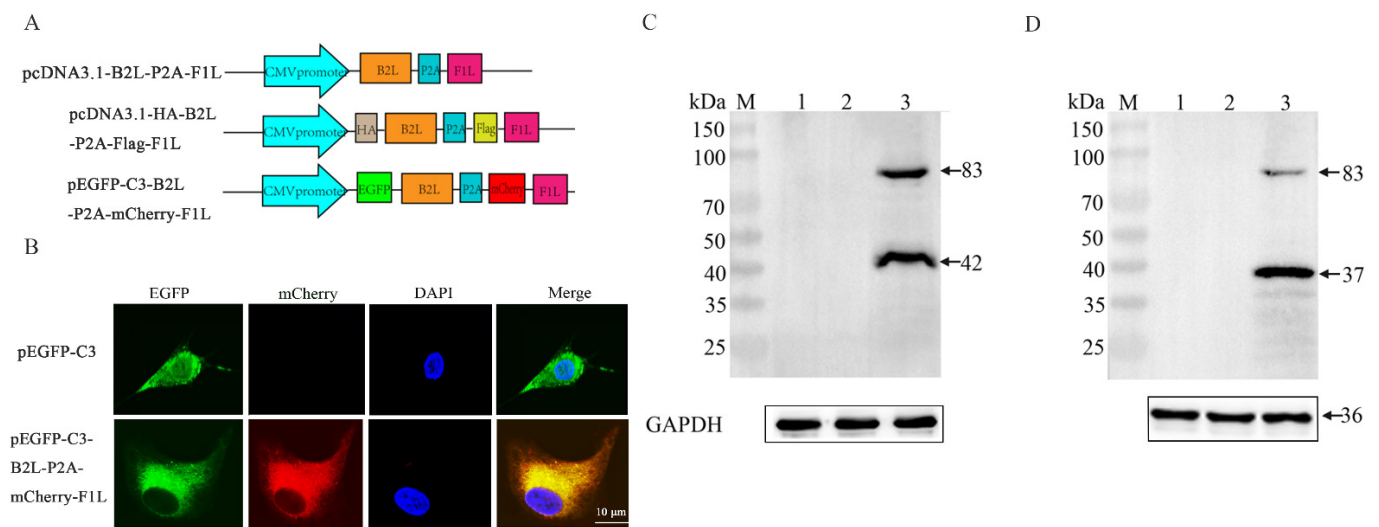 A
pcDNA3.1-B2L-P2A-F1L
CMVpromoter
B2L
P2A
F1L
pcDNA3.1-HA-B2L
-P2A-Flag-F1L
CMVpromoter
HA
B2L
P2A
Flag
F1L
pEGFP-C3-B2L
-P2A-mCherry-F1L
CMVpromoter
EGFP
B2L
P2A
mCherry
F1L
B
EGFP mCherry DAPI Merge
pEGFP-C3
pEGFP-C3-
B2L-P2A-
mCherry-F1L
10 μm
C
kDa M 1 2 3
150
100
83
70
50
42
40
35
25
GAPDH
D
kDa M 1 2 3
150
100
83
70
50
40
37
35
25
36